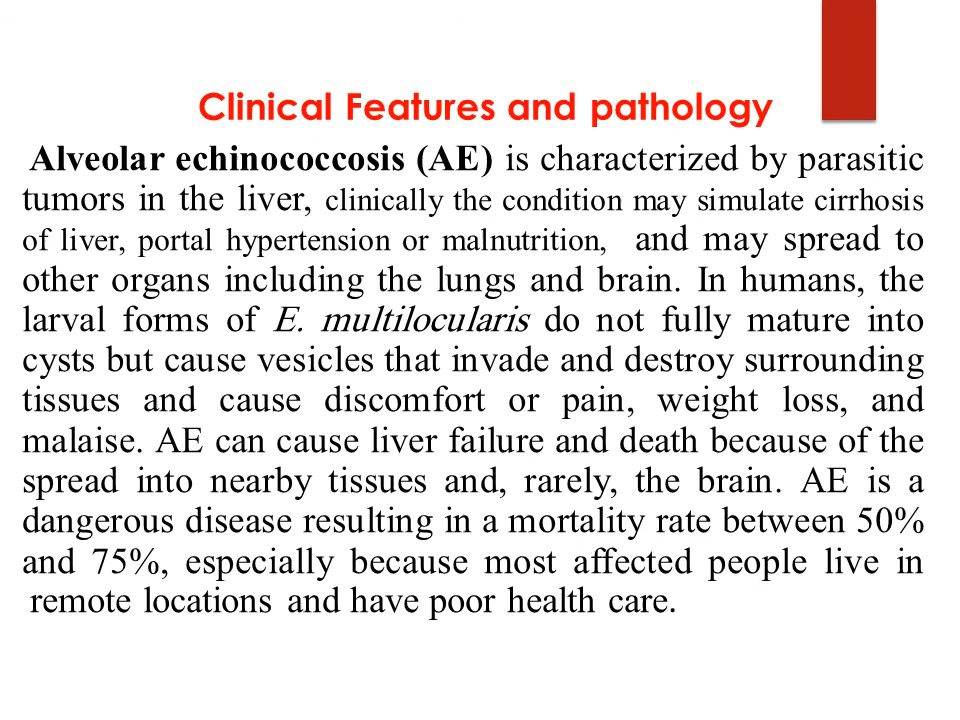 Clinical Features and pathology
Alveolar echinococcosis (AE) is characterized by parasitic
tumors in the liver, clinically the condition may simulate cirrhosis
of liver, portal hypertension or malnutrition, and may spread to
other organs including the lungs and brain. In humans, the
larval forms of E. multilocularis do not fully mature into
cysts but cause vesicles that invade and destroy surrounding
tissues and cause discomfort or pain, weight loss, and
malaise. AE can cause liver failure and death because of the
spread into nearby tissues and, rarely, the brain. AE is a
dangerous disease resulting in a mortality rate between 50%
and 75%, especially because most affected people live in
remote locations and have poor health care.